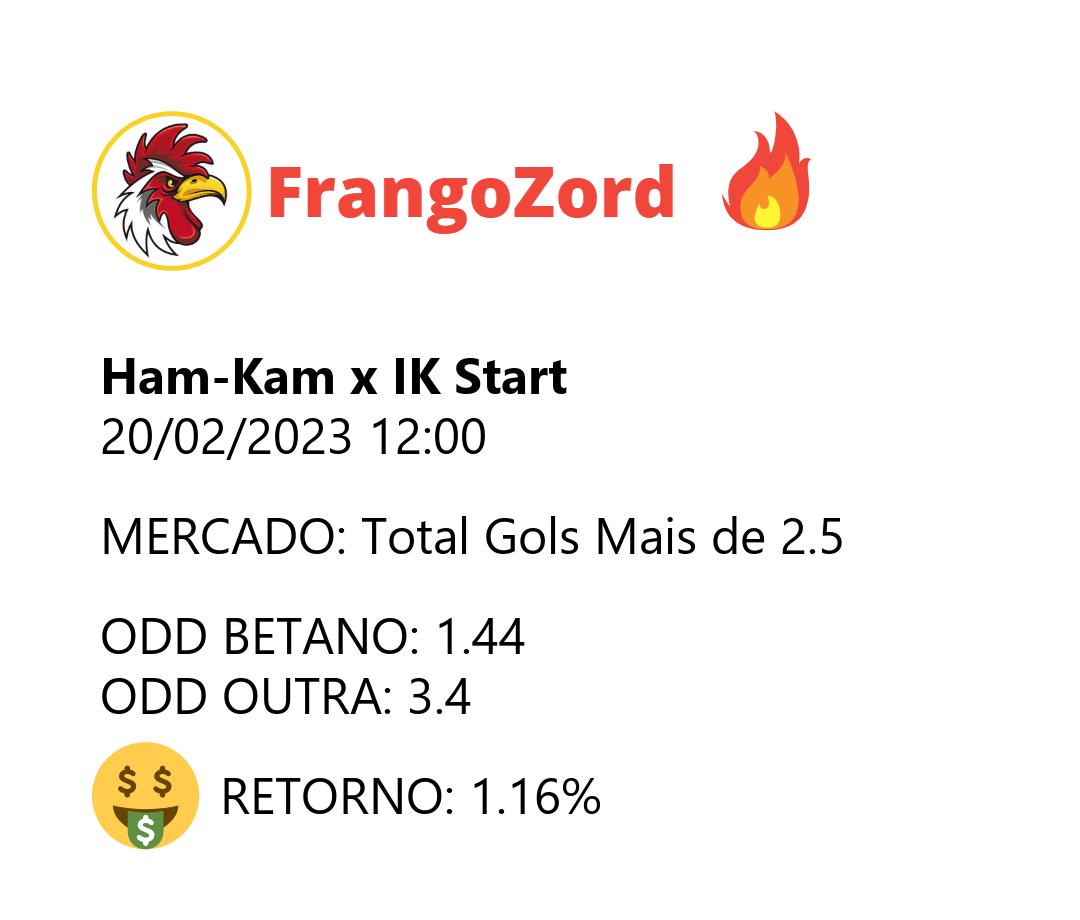 FrangoZord
Ham-Kam x IK Start
20/02/2023 12:00
MERCADO: Total Gols Mais de 2.5
ODD BETANO: 1.44
ODD OUTRA: 3.4
$ $
$
RETORNO: 1.16%